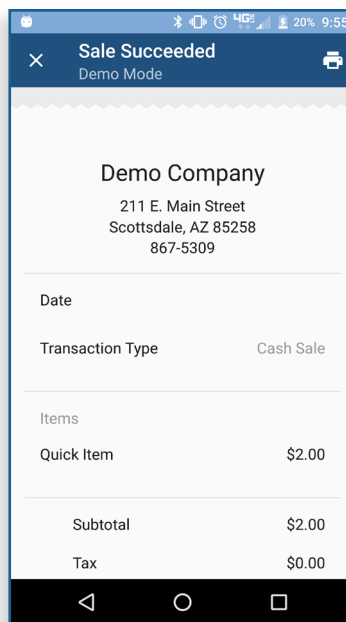 4G 20% 9:55
Sale Succeeded
Demo Mode
Demo Company
211 E. Main Street
Scottsdale, AZ 85258
867-5309
Date
Transaction Type Cash Sale
Items
Quick Item $2.00
Subtotal $2.00
Tax $0.00